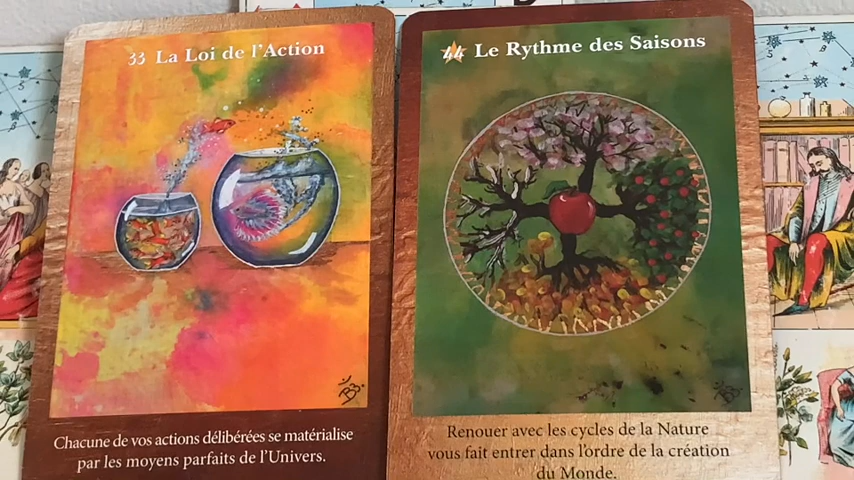 33 La Loi de l'Action
Chacune de vos actions délibérées se matérialise
par les moyens parfaits de l'Univers.
44 Le Rythme des Saisons
Renouer avec les cycles de la Nature
vous fait entrer dans l'ordre de la création
du Monde.